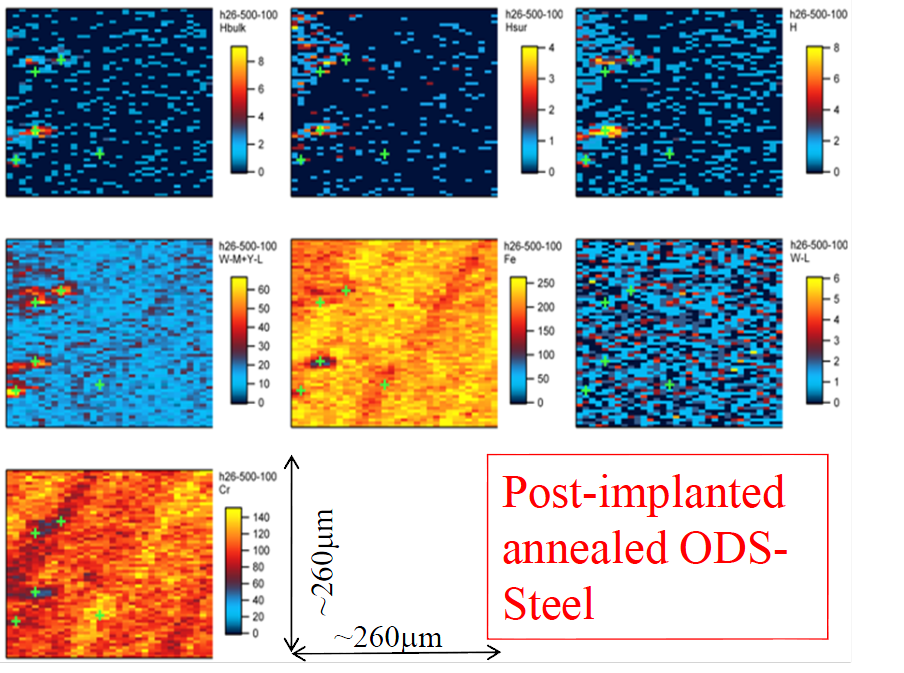 h26-500-100
Hbulk
8
6
4
2
0
h26-500-100
Hsur
4
3
2
1
0
h26-500-100
H
8
6
4
2
0
h26-500-100
W-M+Y-L
60
50
40
30
20
10
0
h26-500-100
Fe
250
200
150
100
50
0
h26-500-100
W-L
6
5
4
3
2
1
0
h26-500-100
Cr
140
120
100
80
60
40
20
0
~260μm
~260μm
Post-implanted
annealed ODS-
Steel